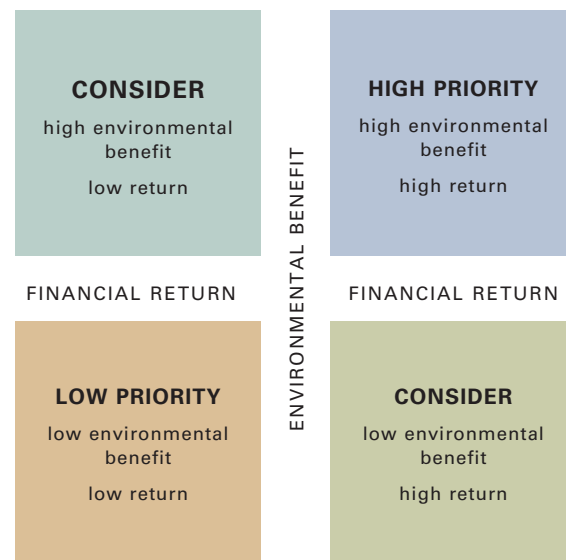 CONSIDER
high environmental
benefit
low return
HIGH PRIORITY
high environmental
benefit
high return
ENVIRONMENTAL BENEFIT
FINANCIAL RETURN
FINANCIAL RETURN
LOW PRIORITY
low environmental
benefit
low return
CONSIDER
low environmental
benefit
high return